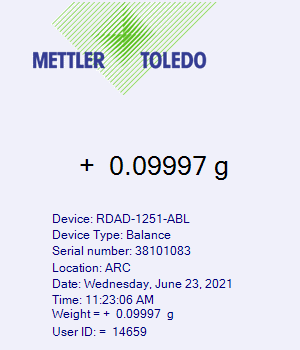 METTLER TOLEDO
+ 0.09997 g
Device: RDAD-1251-ABL
Device Type: Balance
Serial number: 38101083
Location: ARC
Date: Wednesday, June 23, 2021
Time: 11:23:06 AM
Weight = + 0.09997 g
User ID: = 14659